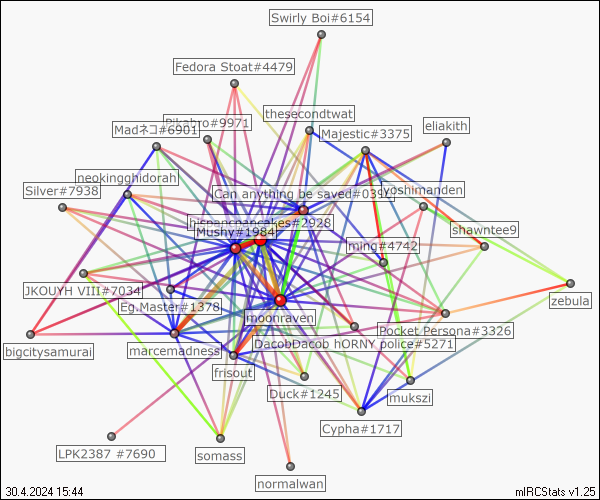 Swirly Boi#6154
Fedora Stoat#4479
thesecondtwat
Madネコ#6901
Pikabro#9971
Majestic#3375
eliakith
neokingghidorah
Silver#7938
Can anything be saved#0391
yoshimanden
hispancpancakes#2928
Mushy#1984
shawntee9
ming#4742
JKOUYH VIII#7034
Eg.Master#1378
zebula
moonraven
Pocket Persona#3326
bigcitysamurai
marcemadness
DacobDacob hORNY police#5271
frisout
Duck#1245
mukszi
Cypha#1717
LPK2387 #7690
somass
normalwan
30.4.2024 15:44
mIRCStats v1.25